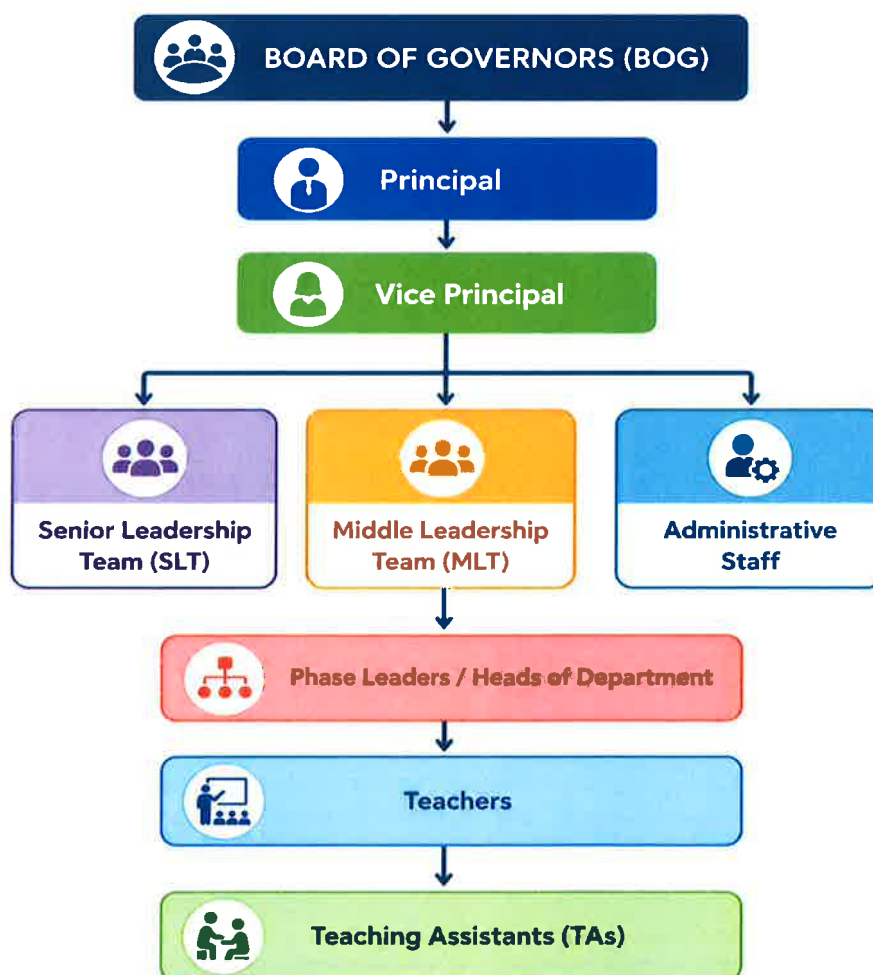 BOARD OF GOVERNORS (BOG)
Principal
Vice Principal
Senior Leadership
Team (SLT)
Middle Leadership
Team (MLT)
Administrative
Staff
Phase Leaders / Heads of Department
Teachers
Teaching Assistants (TAs)